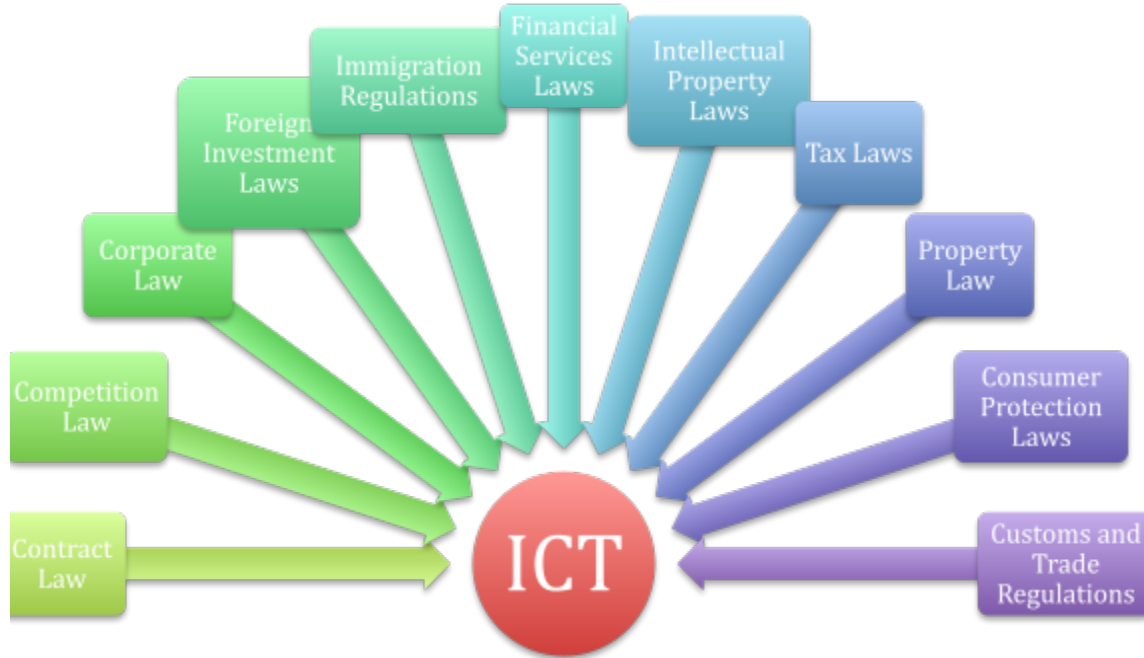 Financial
Services
Laws
Immigration
Regulations
Intellectual
Property
Laws
Foreign
Investment
Laws
Tax Laws
Corporate
Law
Property
Law
Competition
Law
Consumer
Protection
Laws
Contract
Law
ICT
Customs and
Trade
Regulations